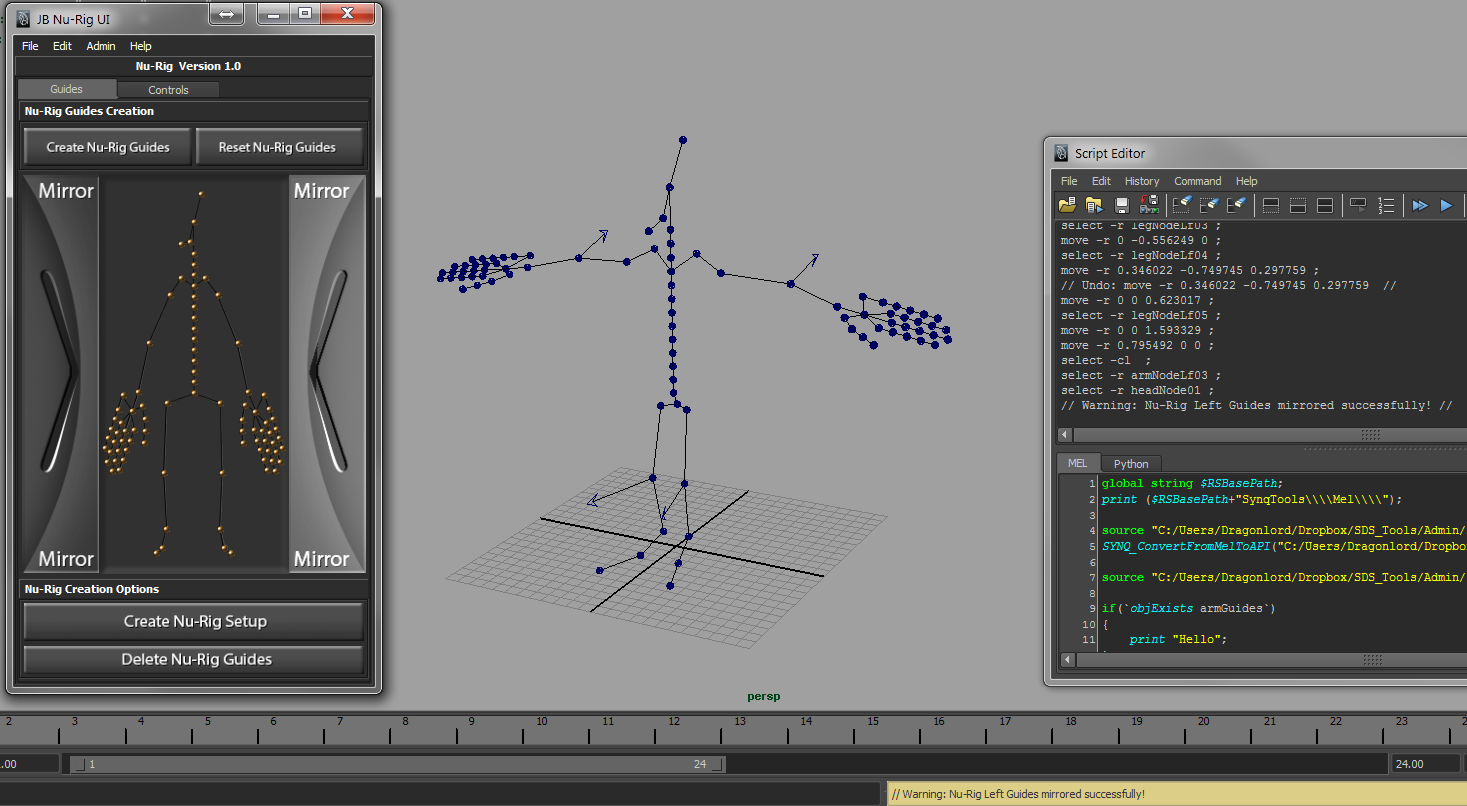 JB Nu-Rig UI
File Edit Admin Help
Nu-Rig Version 1.0
Guides Controls
Nu-Rig Guides Creation
Create Nu-Rig Guides Reset Nu-Rig Guides
Mirror Mirror
Mirror Mirror
Nu-Rig Creation Options
Create Nu-Rig Setup
Delete Nu-Rig Guides
persp
Script Editor
File Edit History Command Help
select -r legNodeLf03 ;
move -r 0 -0.556249 0 ;
select -r legNodeLf04 ;
move -r 0.346022 -0.749745 0.297759 ;
// Undo: move -r 0.346022 -0.749745 0.297759 //
move -r 0 0 0.623017 ;
select -r legNodeLf05 ;
move -r 0 0 1.593329 ;
move -r 0.795492 0 0 ;
select -cl ;
select -r armNodeLf03 ;
select -r headNode01 ;
// Warning: Nu-Rig Left Guides mirrored successfully! //
MEL Python
1 global string $RSBasePath;
2 print ($RSBasePath+"SynqTools\\\\Mel\\\\");
3
4 source "C:/Users/Dragonlord/Dropbox/SDS_Tools/Admin/
5 SYNQ_ConvertFromMelToAPI("C:/Users/Dragonlord/Dropbo
6
7 source "C:/Users/Dragonlord/Dropbox/SDS_Tools/Admin/
8
9 if(`objExists armGuides`)
10 {
11 print "Hello";
2 3 4 5 6 7 8 9 10 11 12 13 14 15 16 17 18 19 20 21 22 23 2
.00 1 24 24.00
// Warning: Nu-Rig Left Guides mirrored successfully!